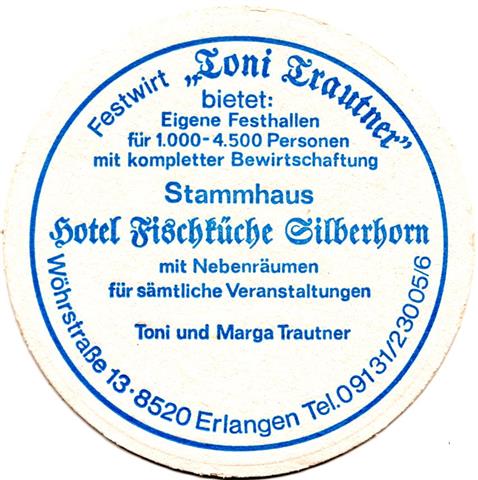 Festwirt „Toni Trautner”
bietet:
Eigene Festhallen
für 1.000-4.500 Personen
mit kompletter Bewirtschaftung
Stammhaus
Hotel Fischküche Silberhorn
mit Nebenräumen
für sämtliche Veranstaltungen
Toni und Marga Trautner
Wöhrstraße 13 · 8520 Erlangen Tel. 09131/23005/6